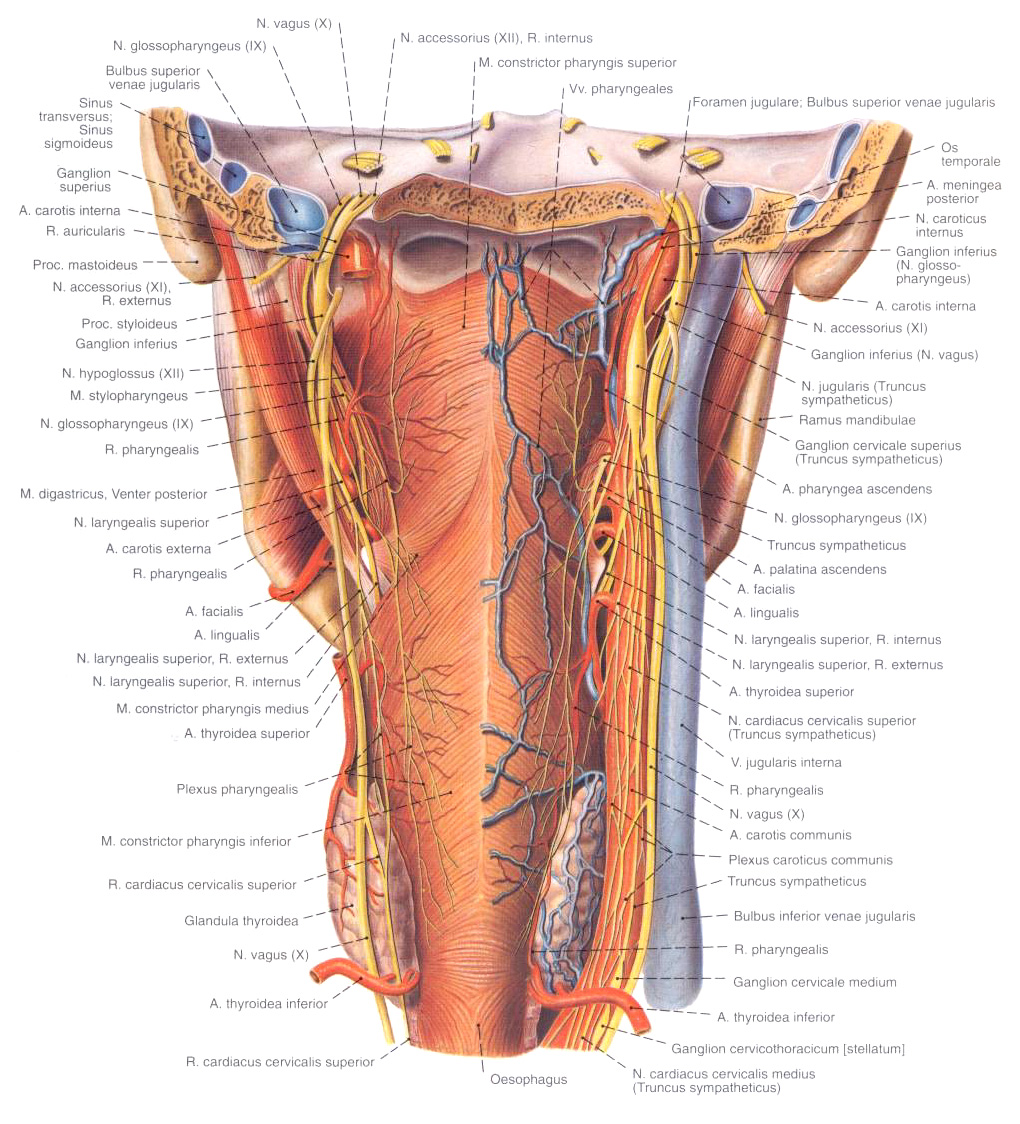 N. vagus (X)
N. glossopharyngeus (IX)
Bulbus superior
venae jugularis
Sinus
transversus;
Sinus
sigmoideus
Ganglion
superius
A. carotis interna
R. auricularis
Proc. mastoideus
N. accessorius (XI),
R. externus
Proc. styloideus
Ganglion inferius
N. hypoglossus (XII)
M. stylopharyngeus
N. glossopharyngeus (IX)
R. pharyngealis
M. digastricus, Venter posterior
N. laryngealis superior
A. carotis externa
R. pharyngealis
A. facialis
A. lingualis
N. laryngealis superior, R. externus
N. laryngealis superior, R. internus
M. constrictor pharyngis medius
A. thyroidea superior
Plexus pharyngealis
M. constrictor pharyngis inferior
R. cardiacus cervicalis superior
Glandula thyroidea
N. vagus (X)
A. thyroidea inferior
R. cardiacus cervicalis superior
Oesophagus
N. accessorius (XII), R. internus
M. constrictor pharyngis superior
Vv. pharyngeales
Foramen jugulare; Bulbus superior venae jugularis
Os
temporale
A. meningea
posterior
N. caroticus
internus
Ganglion inferius
(N. glosso-
pharyngeus)
A. carotis interna
N. accessorius (XI)
Ganglion inferius (N. vagus)
N. jugularis (Truncus
sympatheticus)
Ramus mandibulae
Ganglion cervicale superius
(Truncus sympatheticus)
A. pharyngea ascendens
N. glossopharyngeus (IX)
Truncus sympatheticus
A. palatina ascendens
A. facialis
A. lingualis
N. laryngealis superior, R. internus
N. laryngealis superior, R. externus
A. thyroidea superior
N. cardiacus cervicalis superior
(Truncus sympatheticus)
V. jugularis interna
R. pharyngealis
N. vagus (X)
A. carotis communis
Plexus caroticus communis
Truncus sympatheticus
Bulbus inferior venae jugularis
R. pharyngealis
Ganglion cervicale medium
A. thyroidea inferior
Ganglion cervicothoracicum [stellatum]
N. cardiacus cervicalis medius
(Truncus sympatheticus)